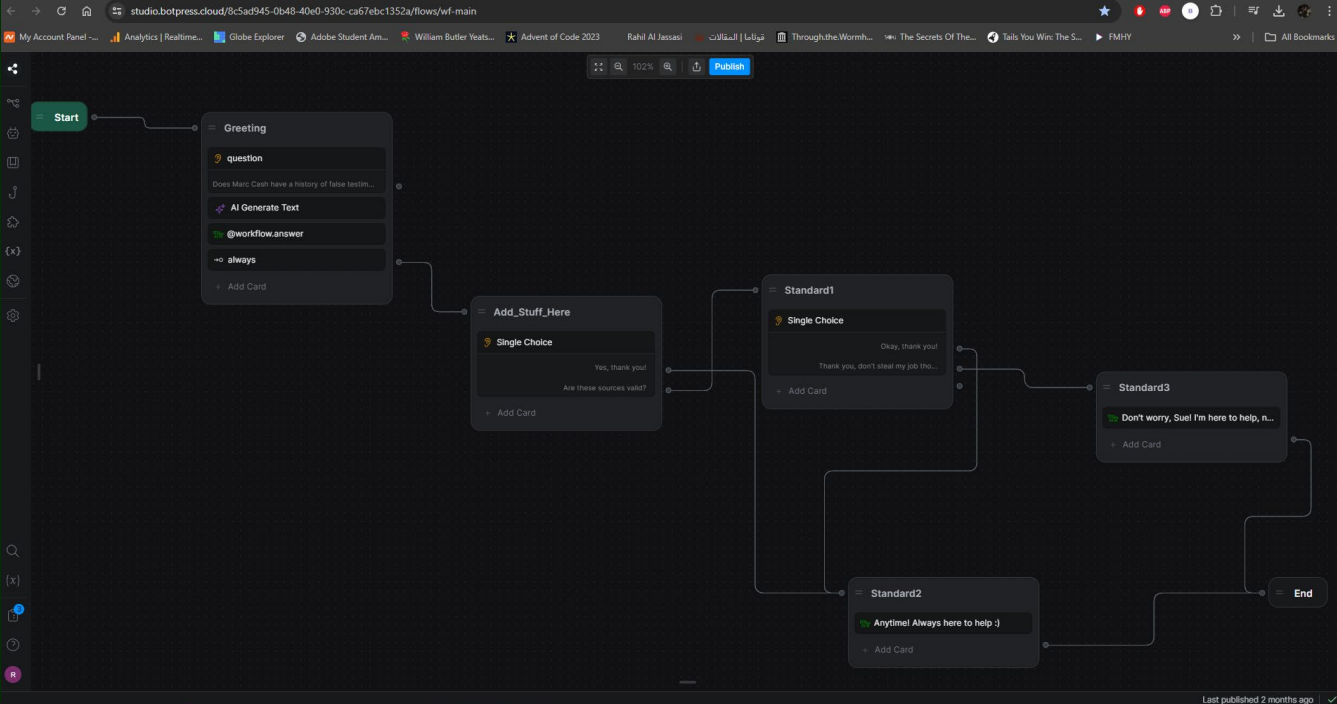 studio.botpress.cloud/8c5ad945-0b48-40e0-930c-ca67ebc1352a/flows/wf-main
My Account Panel -... Analytics | Realtime... Globe Explorer Adobe Student Am... William Butler Yeats... Advent of Code 2023 Rahil Al Jassasi قوناما | المقالات Through.the.Wormh... The Secrets Of The... Tails You Win: The S... FMHY » All Bookmarks
102% Publish
Start
Greeting
question
Does Marc Cash have a history of false testim...
AI Generate Text
@workflow.answer
always
+ Add Card
Add_Stuff_Here
Single Choice
Yes, thank you!
Are these sources valid?
+ Add Card
Standard1
Single Choice
Okay, thank you!
Thank you, don't steal my job tho...
+ Add Card
Standard3
Don't worry, Sue! I'm here to help, n...
+ Add Card
Standard2
Anytime! Always here to help :)
+ Add Card
End
{x}
(x)
3
R
Last published 2 months ago